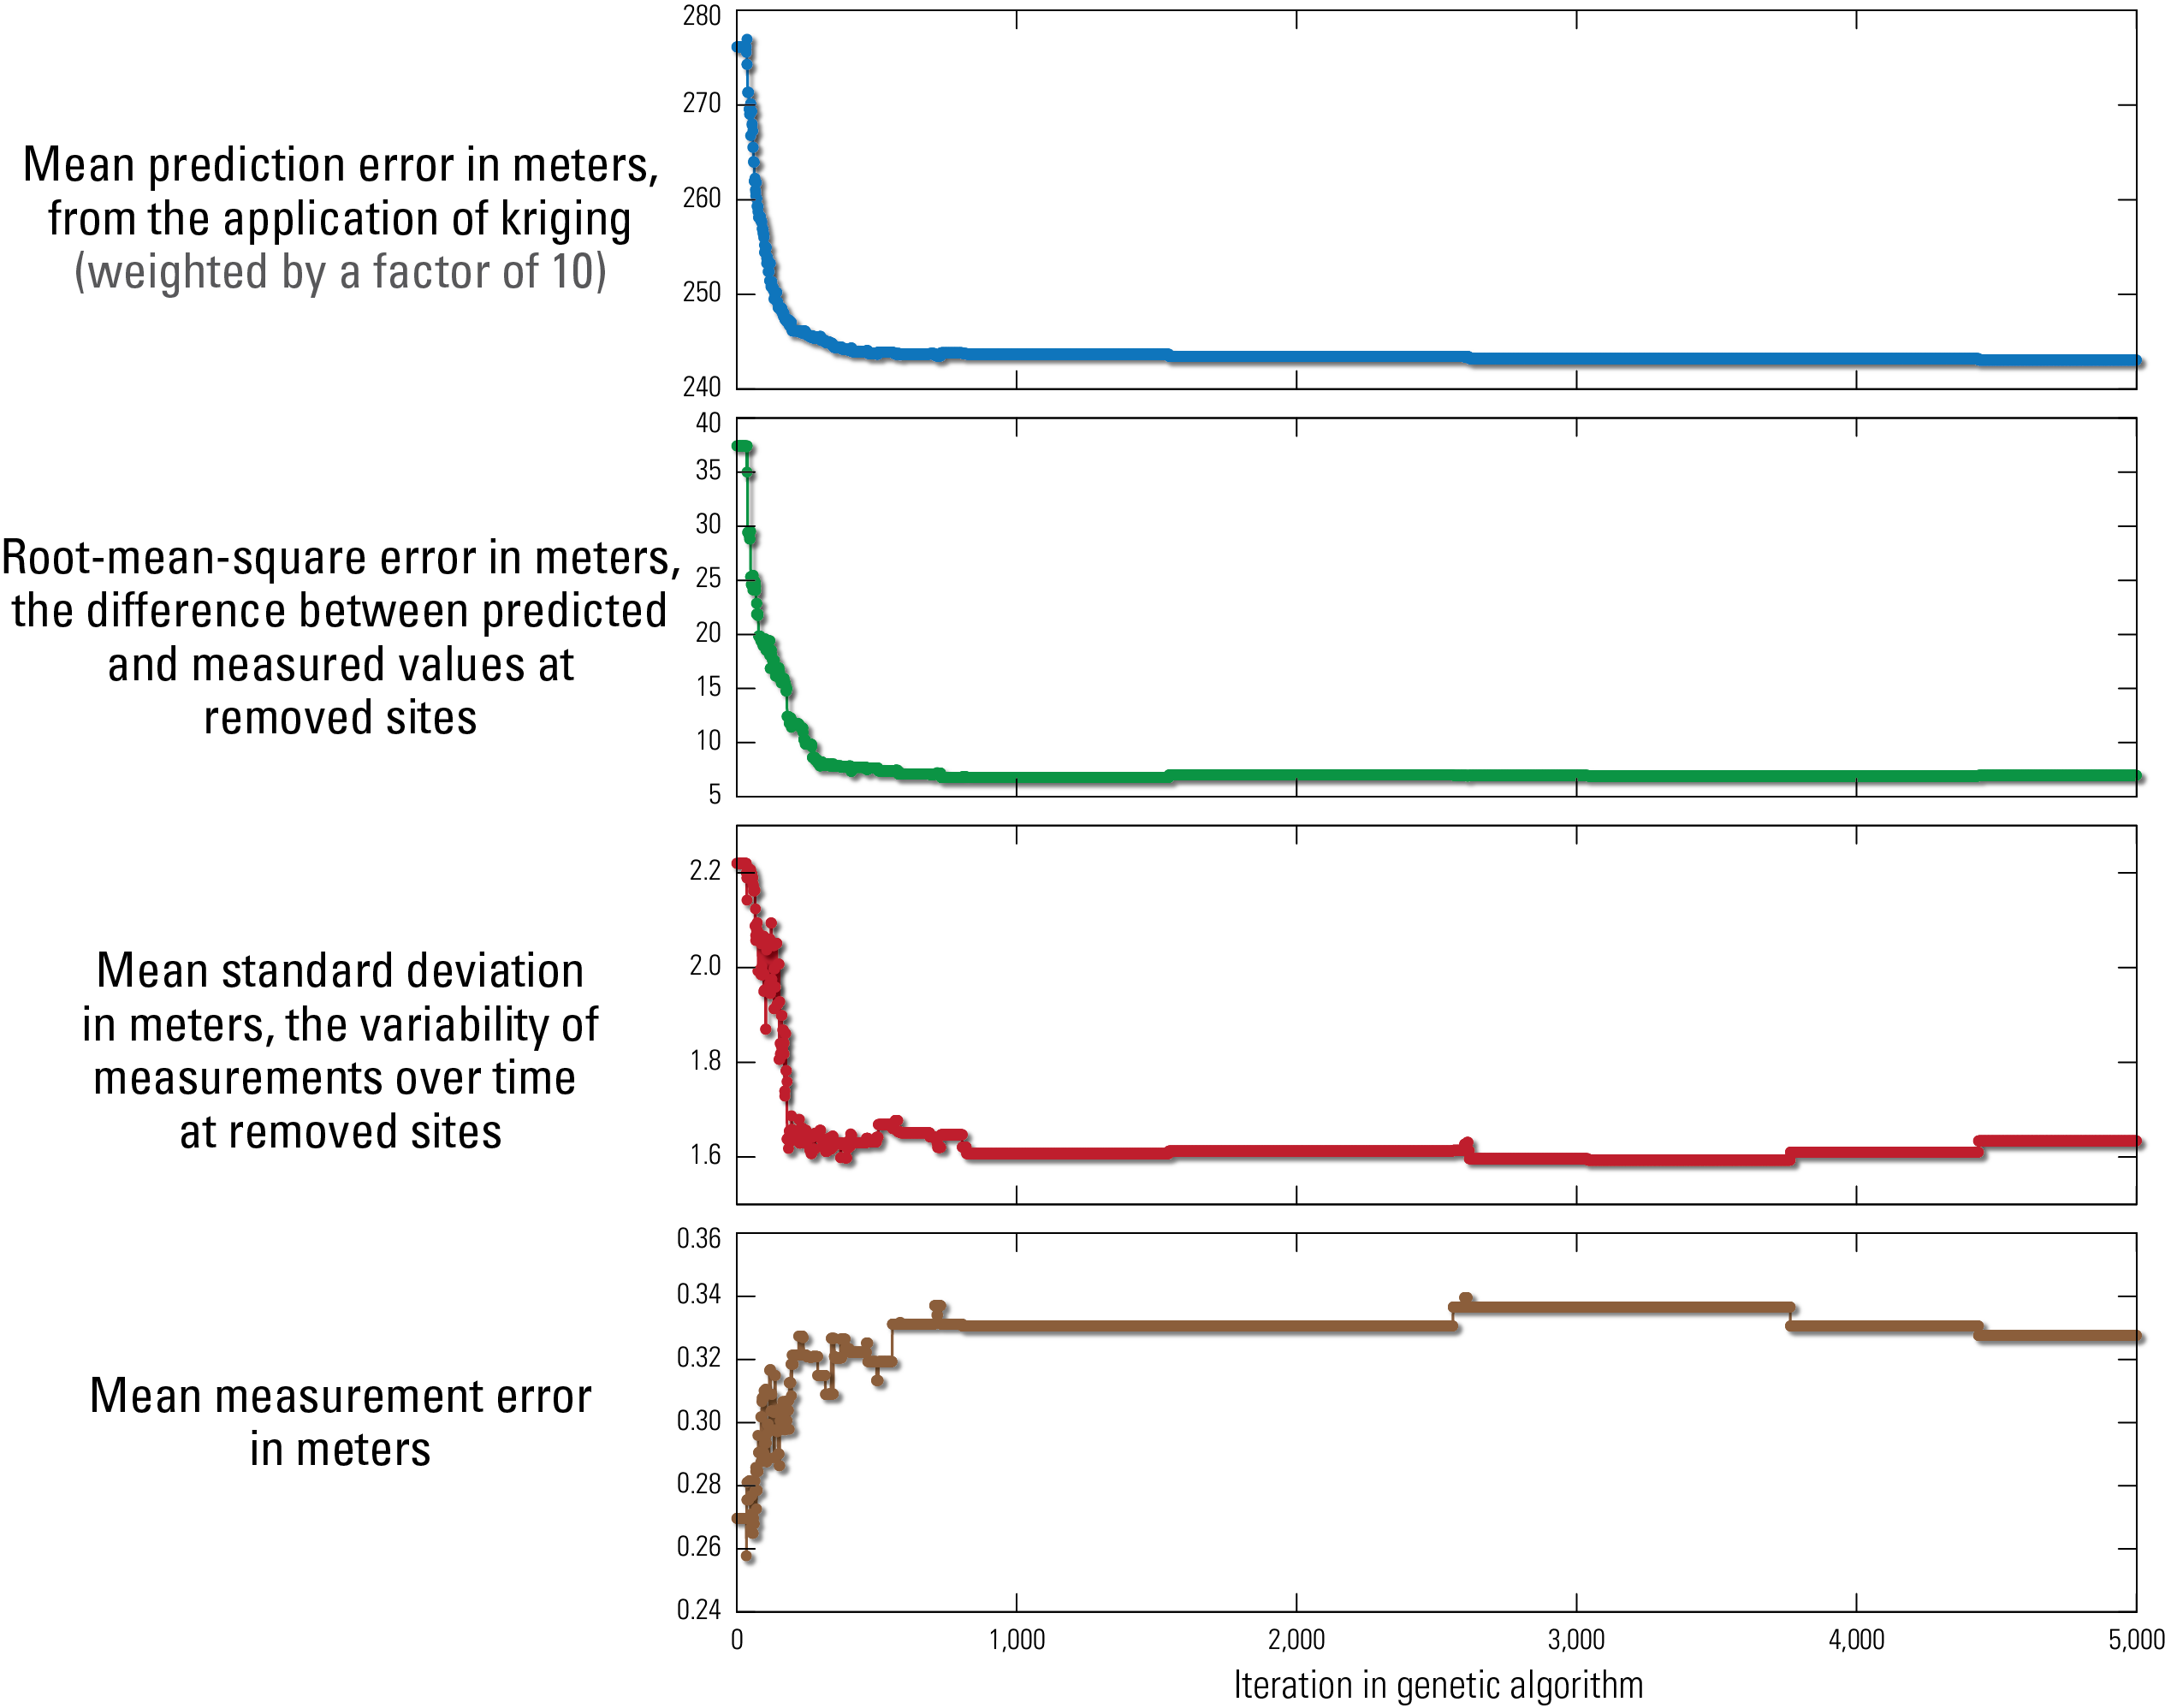 Mean prediction error in meters,
from the application of kriging
(weighted by a factor of 10)
280
270
260
250
240
Root-mean-square error in meters,
the difference between predicted
and measured values at
removed sites
40
35
30
25
20
15
10
5
Mean standard deviation
in meters, the variability of
measurements over time
at removed sites
2.2
2.0
1.8
1.6
Mean measurement error
in meters
0.36
0.34
0.32
0.30
0.28
0.26
0.24
0 1,000 2,000 3,000 4,000 5,000
Iteration in genetic algorithm